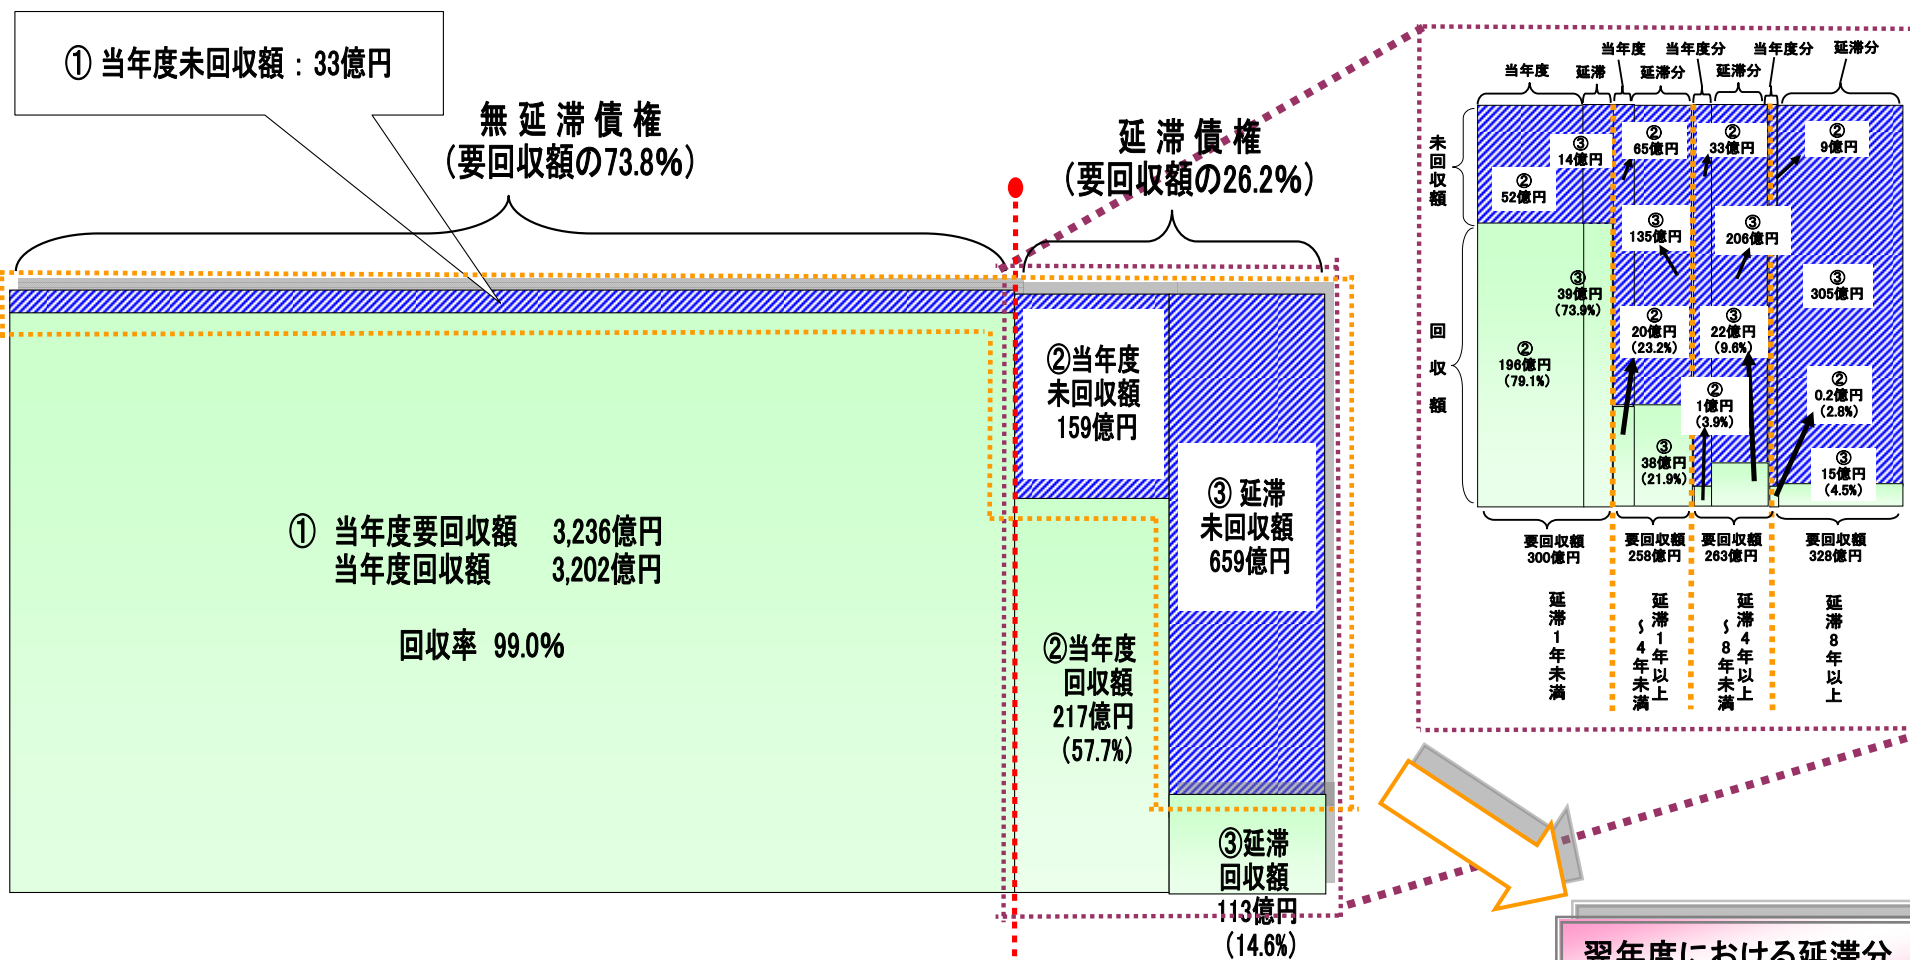 ① 当年度未回収額：33億円
無延滞債権
（要回収額の73.8%）
延滞債権
（要回収額の26.2%）
① 当年度要回収額 3,236億円
当年度回収額 3,202億円
回収率 99.0%
②当年度
未回収額
159億円
③ 延滞
未回収額
659億円
②当年度
回収額
217億円
（57.7%）
③延滞
回収額
113億円
（14.6%）
当年度
延滞
当年度
延滞分
当年度分
延滞分
当年度分
延滞分
未回収額
回収額
②
52億円
③
14億円
②
65億円
②
33億円
②
9億円
③
135億円
③
206億円
③
305億円
③
39億円
（73.9%）
②
196億円
（79.1%）
②
20億円
（23.2%）
③
22億円
（9.6%）
②
1億円
（3.9%）
②
0.2億円
（2.8%）
③
38億円
（21.9%）
③
15億円
（4.5%）
要回収額
300億円
要回収額
258億円
要回収額
263億円
要回収額
328億円
延滞1年未満
延滞1年以上
～4年未満
延滞4年以上
～8年未満
延滞8年以上
翌年度における延滞分